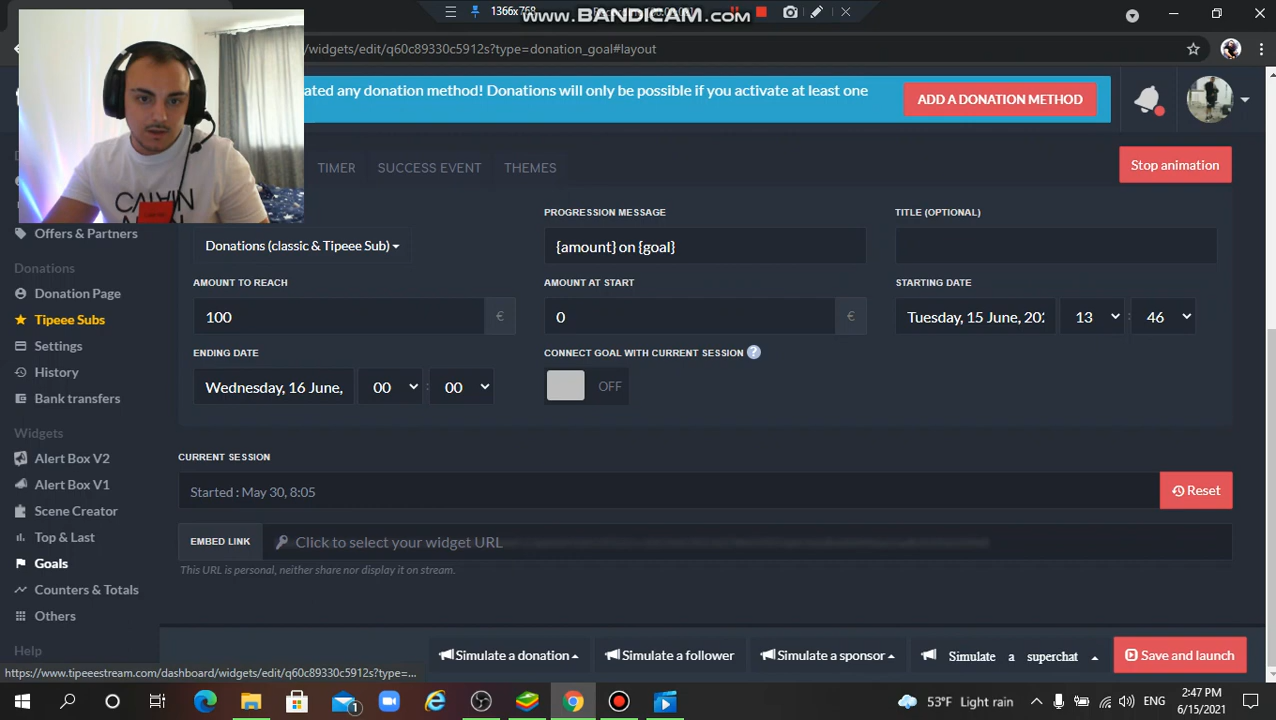 1366x768
www.BANDICAM.com
/widgets/edit/q60c89330c5912s?type=donation_goal#layout
ated any donation method! Donations will only be possible if you activate at least one
ADD A DONATION METHOD
TIMER
SUCCESS EVENT
THEMES
Stop animation
Offers & Partners
Donations
Donation Page
Tipeee Subs
Settings
History
Bank transfers
Widgets
Alert Box V2
Alert Box V1
Scene Creator
Top & Last
Goals
Counters & Totals
Others
Help
PROGRESSION MESSAGE
TITLE (OPTIONAL)
Donations (classic & Tipeee Sub)
{amount} on {goal}
AMOUNT TO REACH
AMOUNT AT START
STARTING DATE
100 €
0 €
Tuesday, 15 June, 202
13 : 46
ENDING DATE
CONNECT GOAL WITH CURRENT SESSION ?
Wednesday, 16 June,
00 : 00
OFF
CURRENT SESSION
Started : May 30, 8:05
Reset
EMBED LINK
Click to select your widget URL
This URL is personal, neither share nor display it on stream.
Simulate a donation
Simulate a follower
Simulate a sponsor
Simulate a superchat
Save and launch
https://www.tipeeestream.com/dashboard/widgets/edit/q60c89330c5912s?type=...
1
53°F Light rain
ENG
2:47 PM
6/15/2021